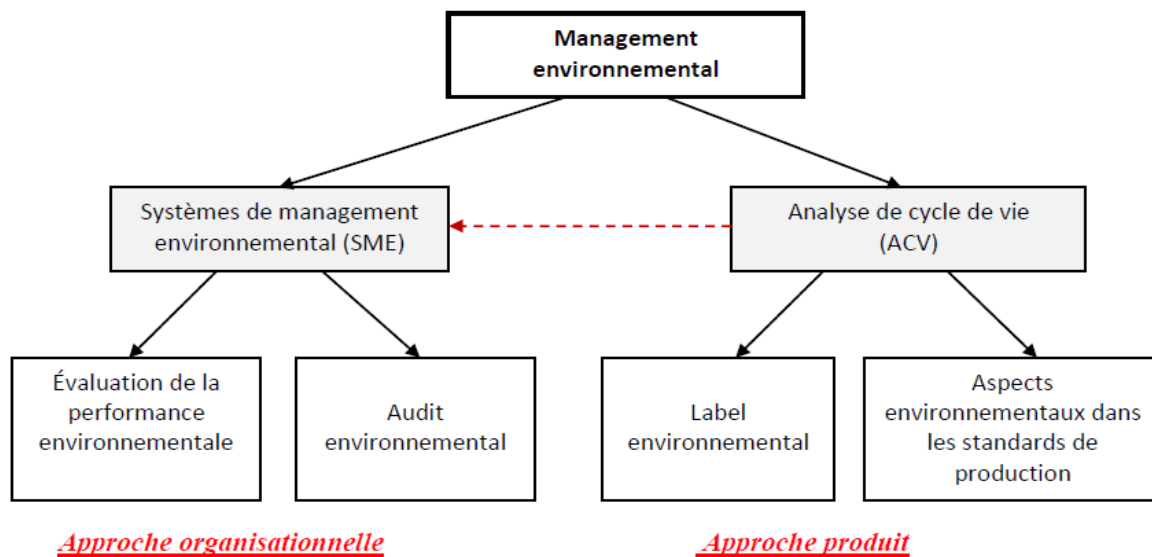 Management
environnemental
Systèmes de management
environnemental (SME)
Analyse de cycle de vie
(ACV)
Évaluation de la
performance
environnementale
Audit
environnemental
Label
environnemental
Aspects
environnementaux dans
les standards de
production
Approche organisationnelle
Approche produit